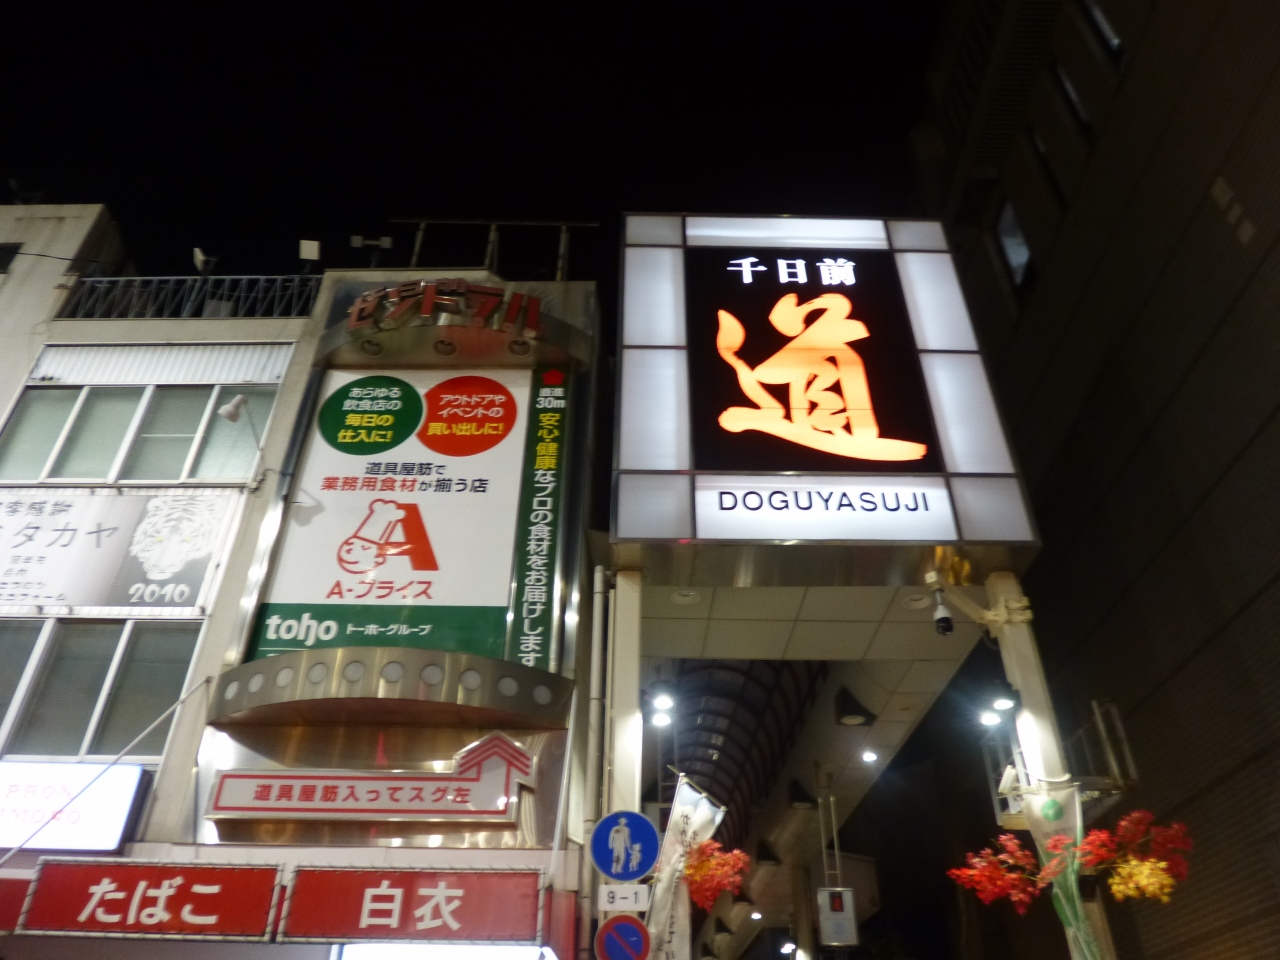 千日前
道
DOGUYASUJI
センドラル
あらゆる
飲食店の
毎日の
仕入に!
アウトドアや
イベントの
買い出しに!
道具屋筋で
業務用食材が揃う店
A
A-プライス
toho トーホーグループ
直進
30m
安心・健康なプロの食材をお届けします
道具屋筋入ってスグ左
タカヤ
2010
たばこ
白衣
9-1